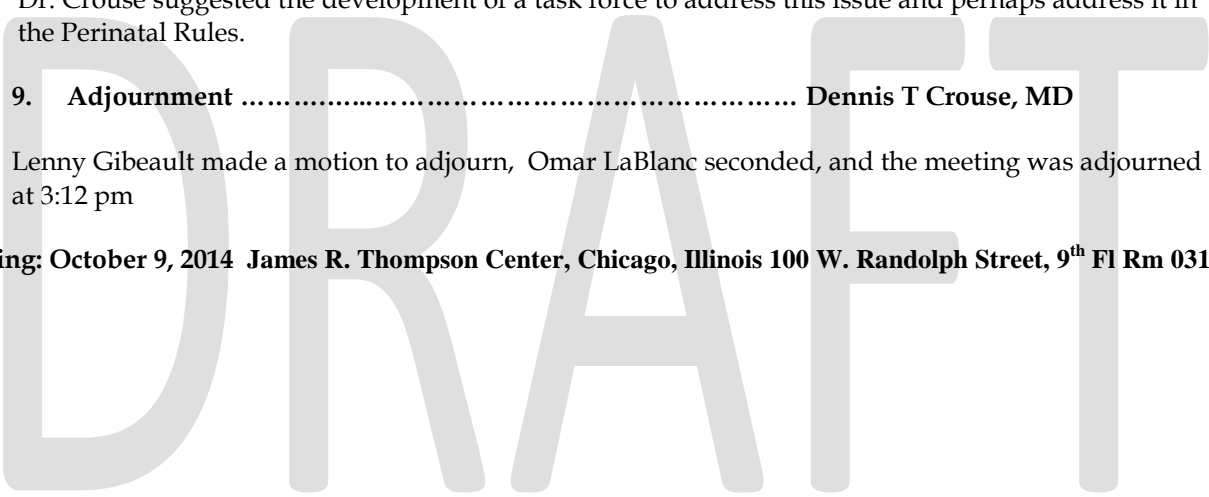 Dr. Crouse suggested the development of a task force to address this issue and perhaps address it in
the Perinatal Rules.
9. Adjournment ………………………………………………………… Dennis T Crouse, MD
Lenny Gibeault made a motion to adjourn, Omar LaBlanc seconded, and the meeting was adjourned
at 3:12 pm
ing: October 9, 2014 James R. Thompson Center, Chicago, Illinois 100 W. Randolph Street, 9th Fl Rm 031
DRAFT